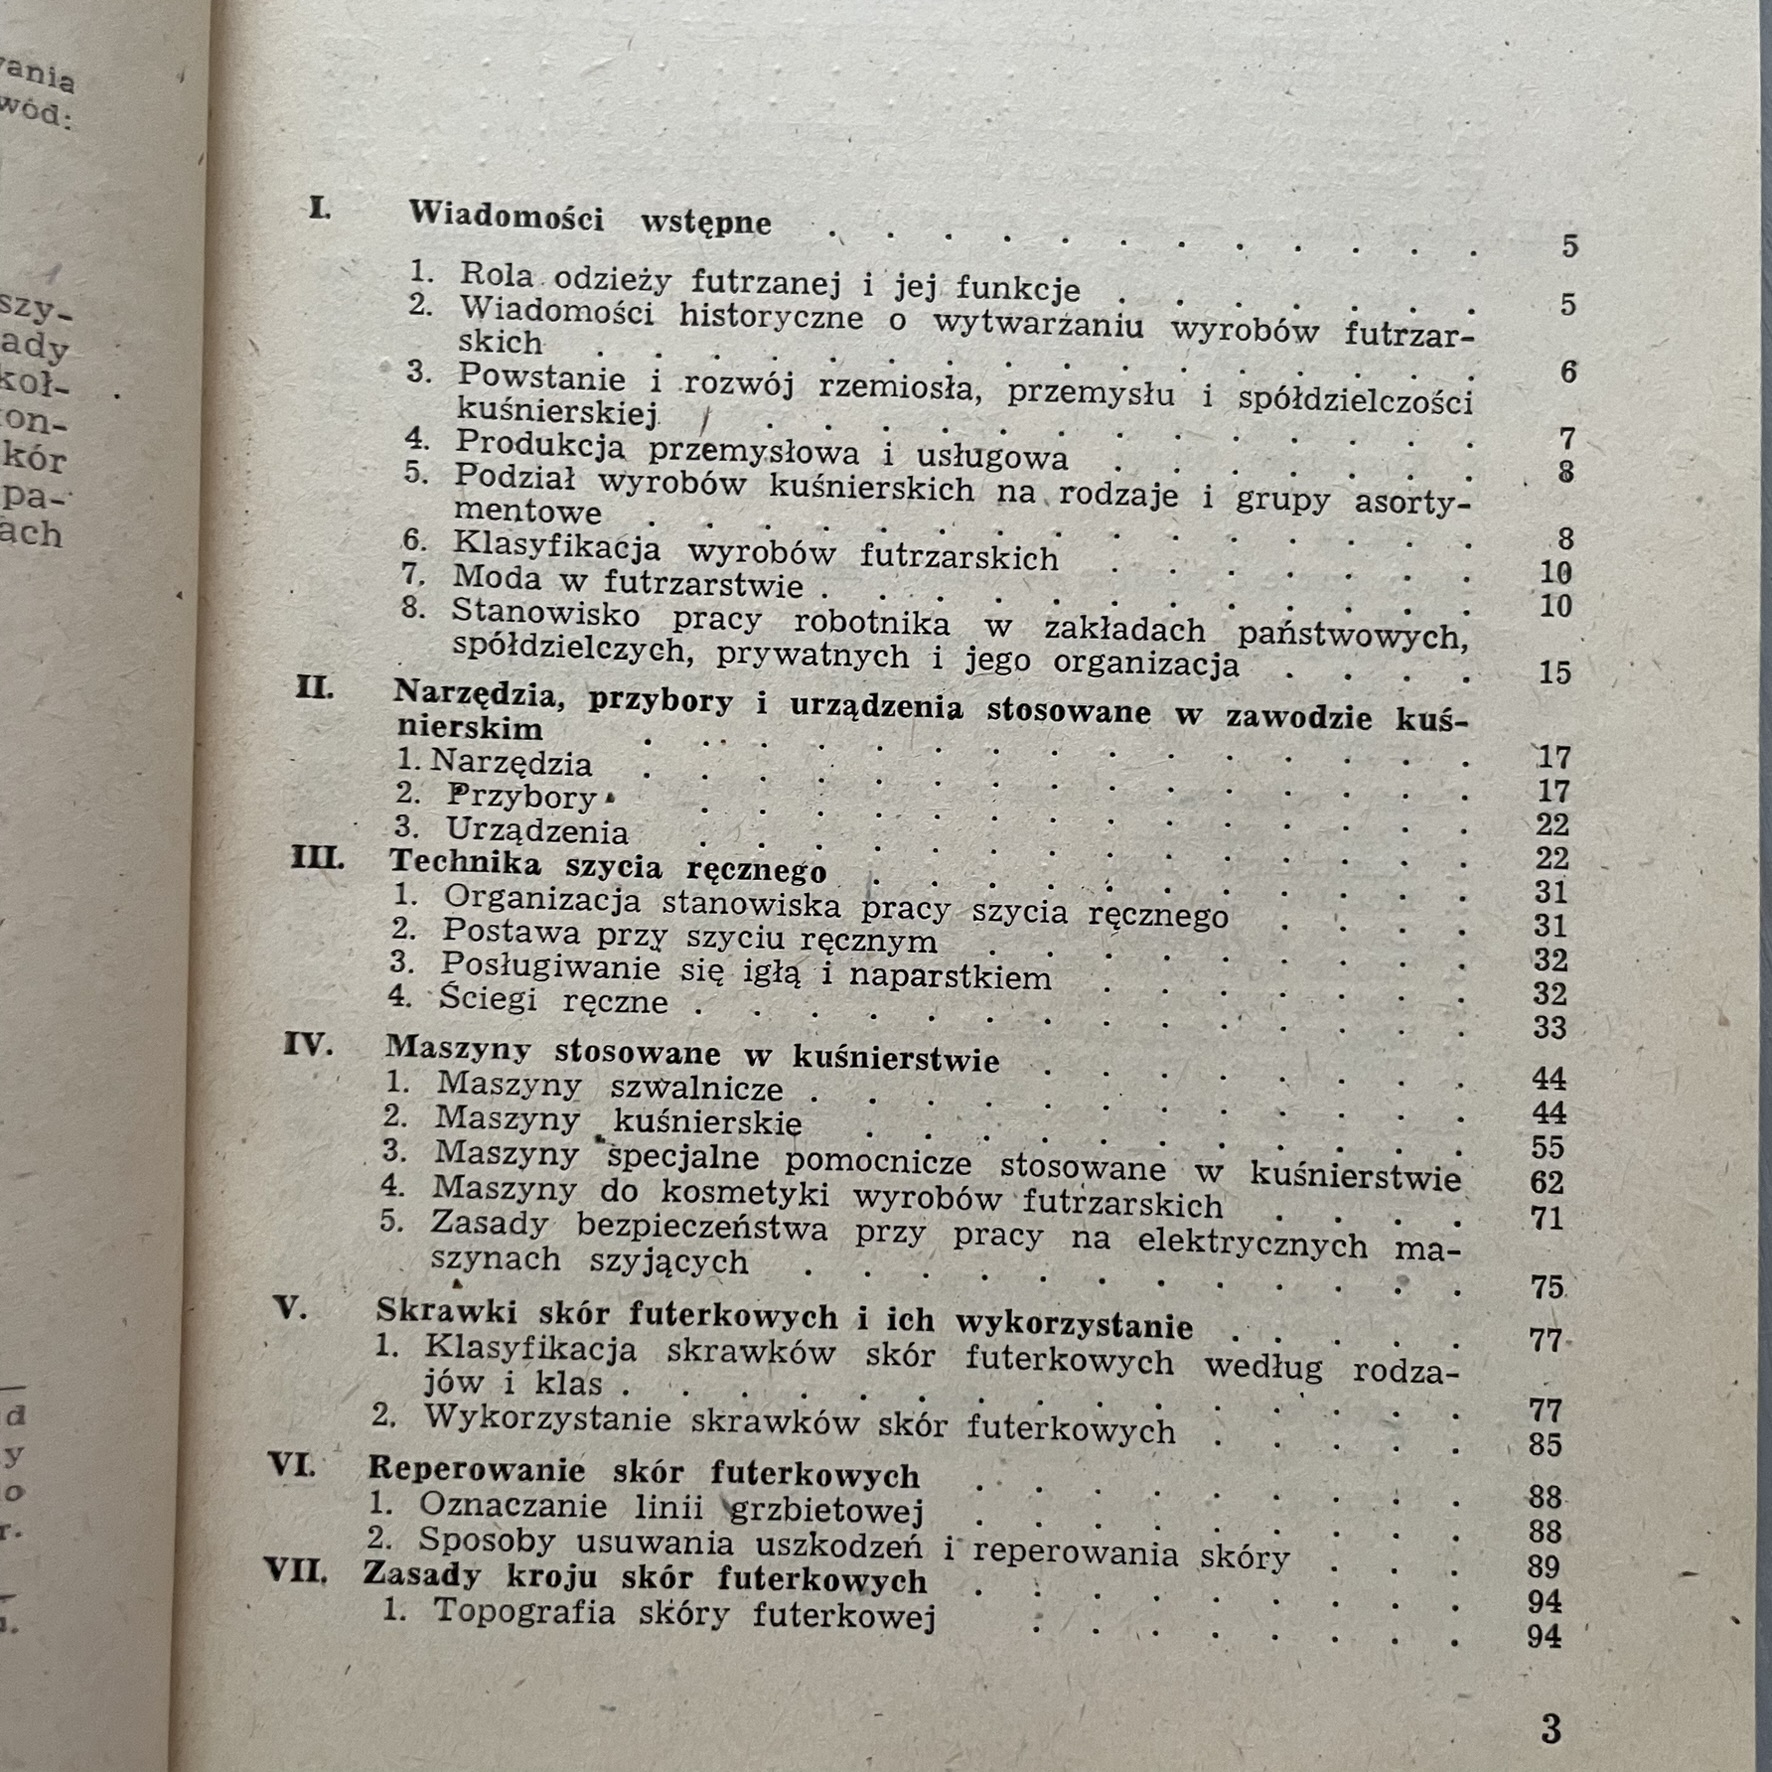 wód:
szy-
ady
koł-
kór
pa-
ach
I. Wiadomości wstępne . . . . . . . . . . . . 5
1. Rola odzieży futrzanej i jej funkcje . . . . . . . 5
2. Wiadomości historyczne o wytwarzaniu wyrobów futrzar-
skich . . . . . . . . . . . . . . . . 6
3. Powstanie i rozwój rzemiosła, przemysłu i spółdzielczości
kuśnierskiej . . . . . . . . . . . . . 7
4. Produkcja przemysłowa i usługowa . . . . . . . 8
5. Podział wyrobów kuśnierskich na rodzaje i grupy asorty-
mentowe . . . . . . . . . . . . . . . 8
6. Klasyfikacja wyrobów futrzarskich . . . . . . . 10
7. Moda w futrzarstwie . . . . . . . . . . . . 10
8. Stanowisko pracy robotnika w zakładach państwowych,
spółdzielczych, prywatnych i jego organizacja . . . . 15
II. Narzędzia, przybory i urządzenia stosowane w zawodzie kuś-
nierskim . . . . . . . . . . . . . . . 17
1. Narzędzia . . . . . . . . . . . . . . . 17
2. Przybory . . . . . . . . . . . . . . 22
3. Urządzenia . . . . . . . . . . . . . . 22
III. Technika szycia ręcznego . . . . . . . . . . . 31
1. Organizacja stanowiska pracy szycia ręcznego . . . . 31
2. Postawa przy szyciu ręcznym . . . . . . . . . 32
3. Posługiwanie się igłą i naparstkiem . . . . . . . 32
4. Ściegi ręczne . . . . . . . . . . . . . . 33
IV. Maszyny stosowane w kuśnierstwie . . . . . . . . 44
1. Maszyny szwalnicze . . . . . . . . . . . . 44
2. Maszyny kuśnierskie . . . . . . . . . . . 55
3. Maszyny specjalne pomocnicze stosowane w kuśnierstwie 62
4. Maszyny do kosmetyki wyrobów futrzarskich . . . . 71
5. Zasady bezpieczeństwa przy pracy na elektrycznych ma-
szynach szyjących . . . . . . . . . . . . 75
V. Skrawki skór futerkowych i ich wykorzystanie . . . . . 77
1. Klasyfikacja skrawków skór futerkowych według rodza-
jów i klas . . . . . . . . . . . . . . . 77
2. Wykorzystanie skrawków skór futerkowych . . . . . 85
VI. Reperowanie skór futerkowych . . . . . . . . . 88
1. Oznaczanie linii grzbietowej . . . . . . . . . 88
2. Sposoby usuwania uszkodzeń i reperowania skóry . . . 89
VII. Zasady kroju skór futerkowych . . . . . . . . . 94
1. Topografia skóry futerkowej . . . . . . . . 94
3